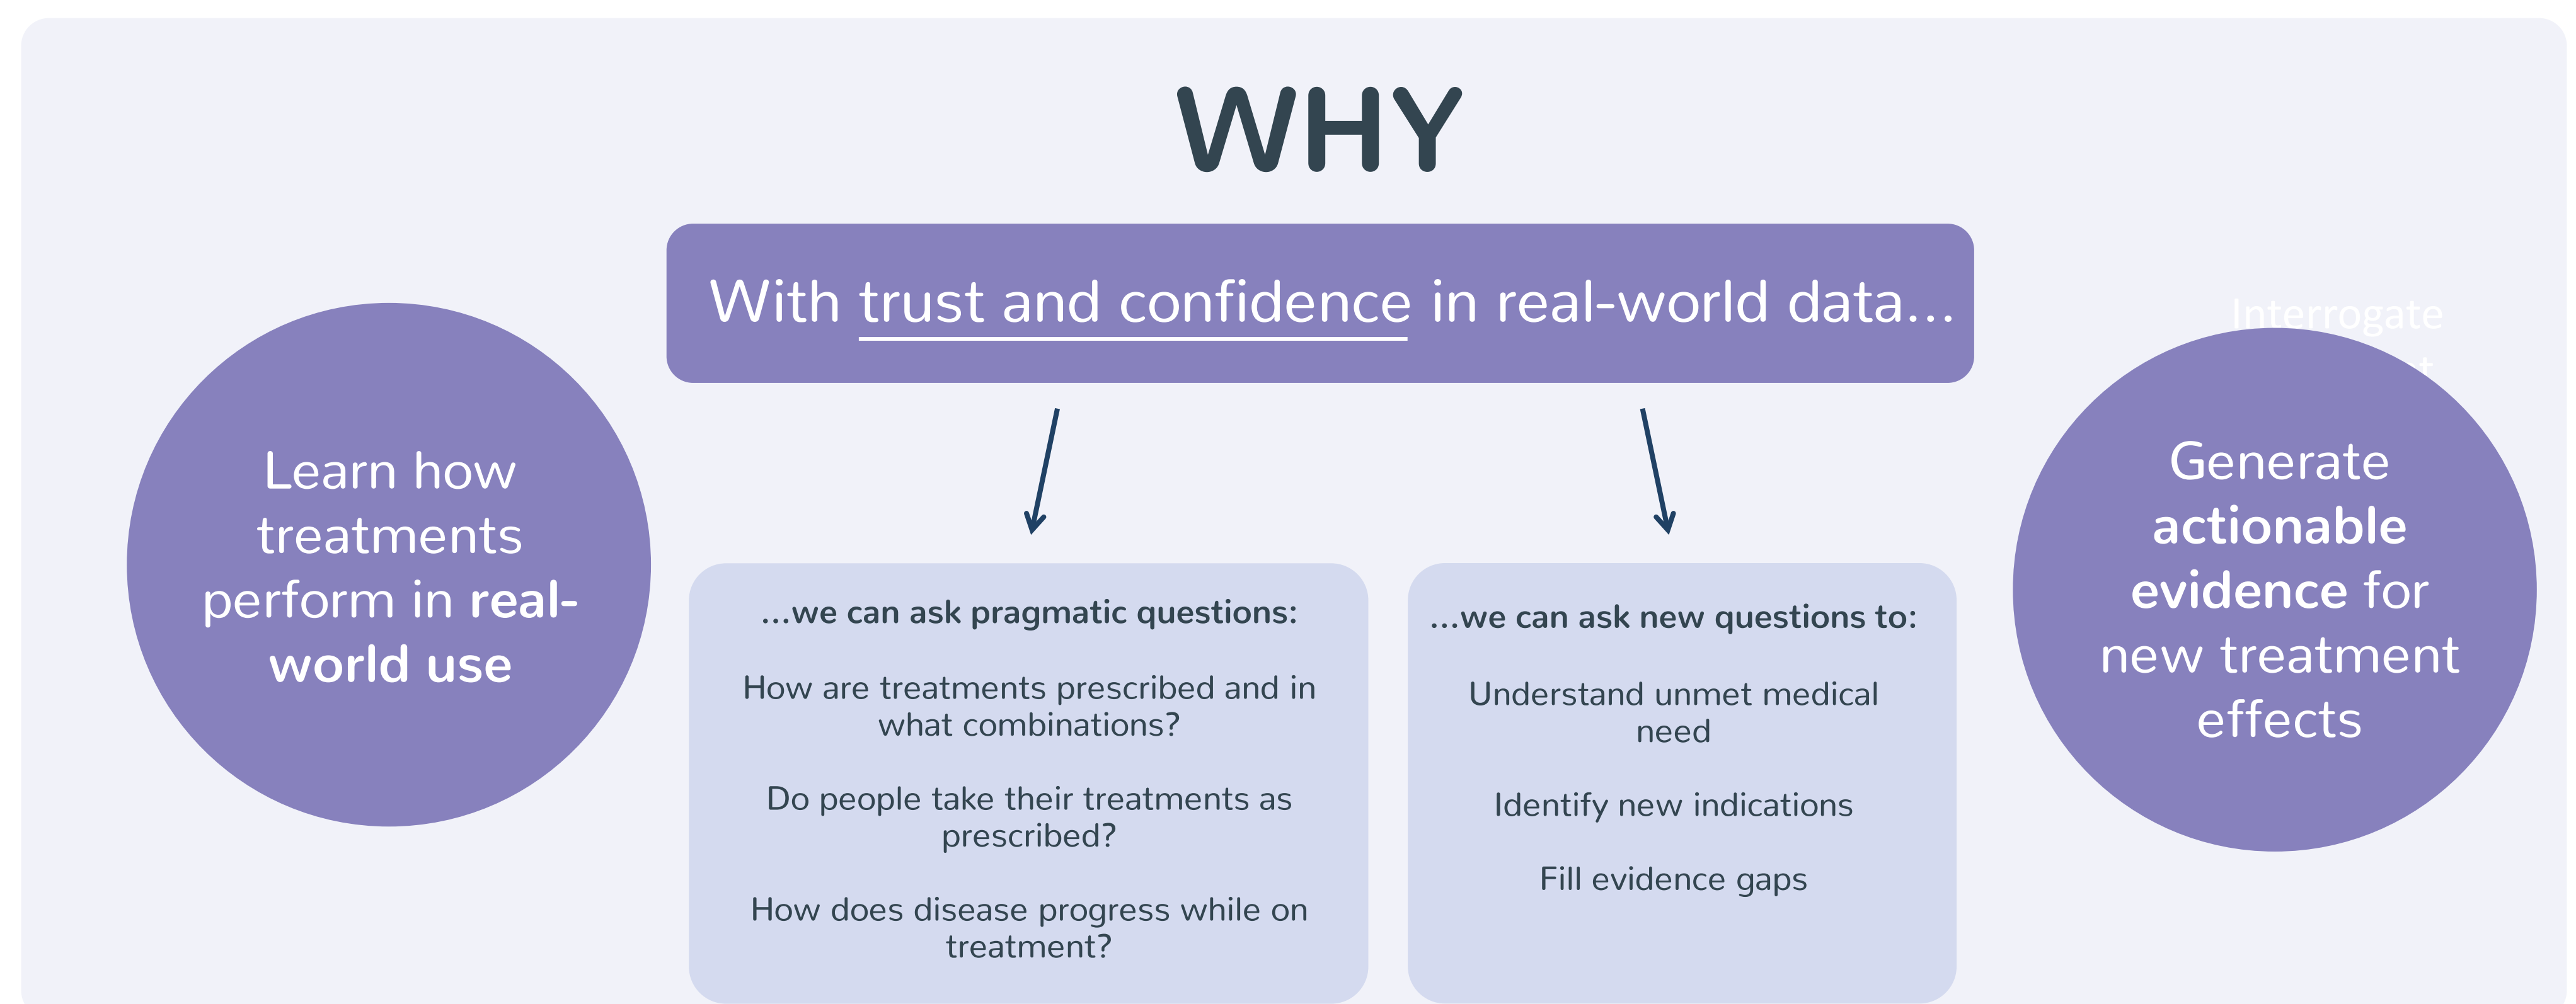 WHY
With trust and confidence in real-world data...
Learn how
treatments
perform in real-
world use
...we can ask pragmatic questions:
How are treatments prescribed and in
what combinations?
Do people take their treatments as
prescribed?
How does disease progress while on
treatment?
...we can ask new questions to:
Understand unmet medical
need
Identify new indications
Fill evidence gaps
Interrogate
Generate
actionable
evidence for
new treatment
effects